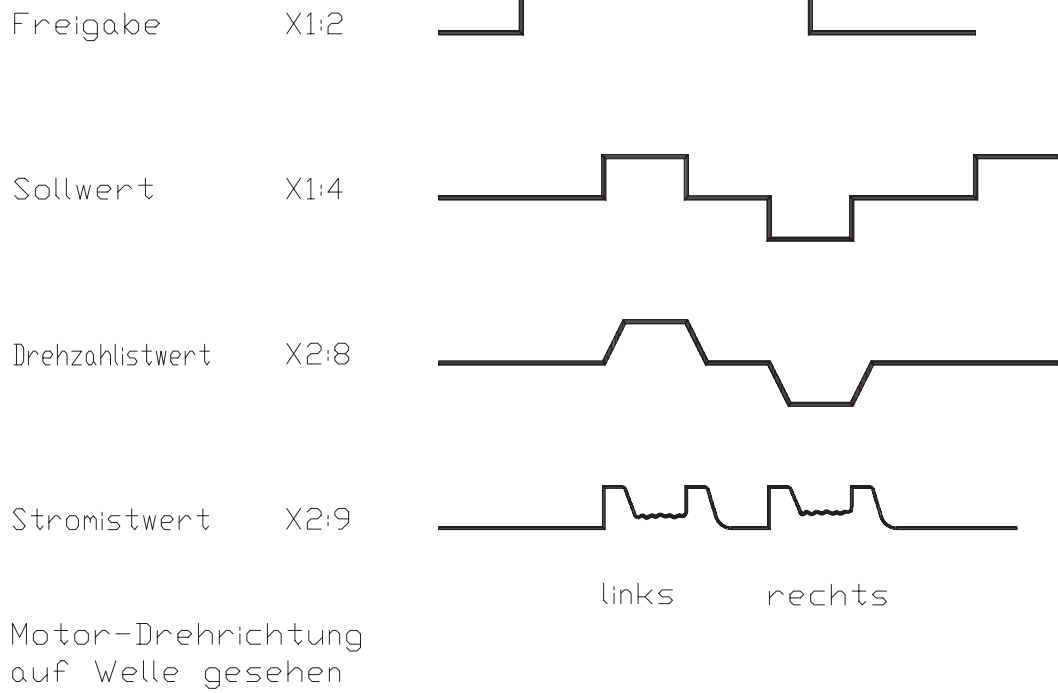 Freigabe X1:2
Sollwert X1:4
Drehzahlistwert X2:8
Stromistwert X2:9
links rechts
Motor-Drehrichtung
auf Welle gesehen